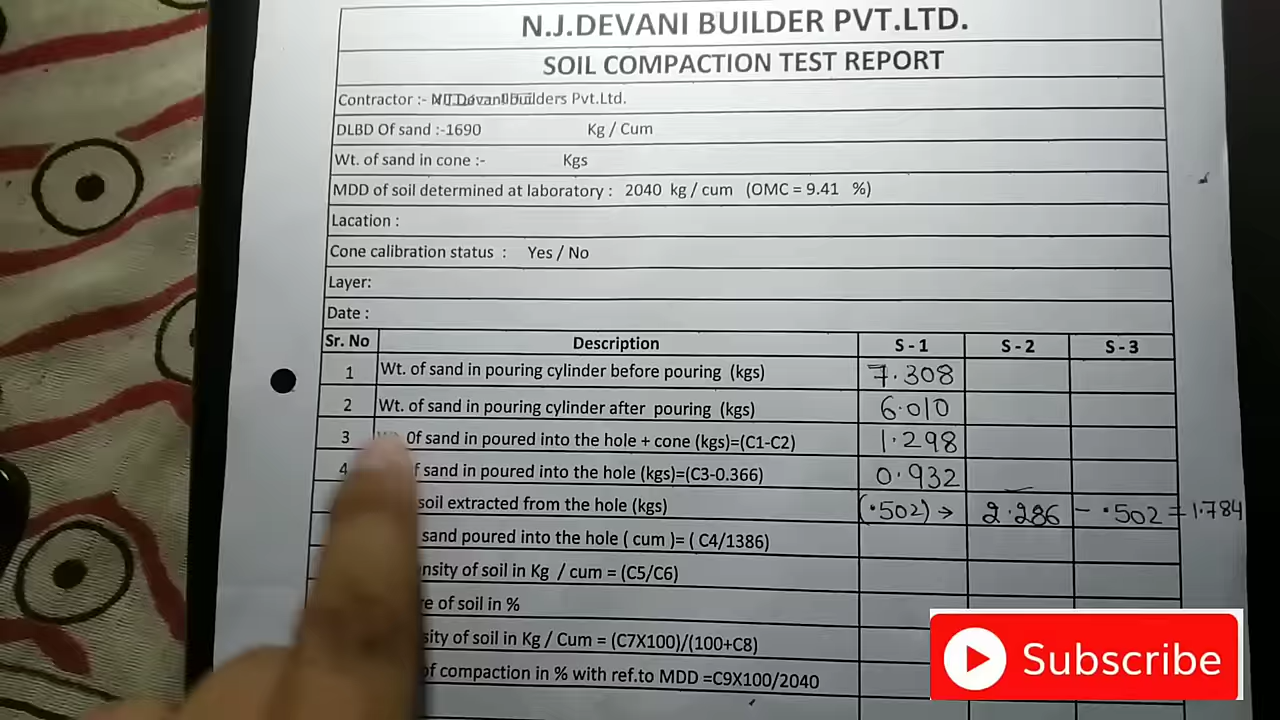 N.J.DEVANI BUILDER PVT.LTD.
SOIL COMPACTION TEST REPORT
Contractor :- Builders Pvt.Ltd.
DLBD Of sand :-1690 Kg / Cum
Wt. of sand in cone :- Kgs
MDD of soil determined at laboratory : 2040 kg / cum (OMC = 9.41 %)
Lacation :
Cone calibration status : Yes / No
Layer:
Date :
Sr. No Description S - 1 S - 2 S - 3
1 Wt. of sand in pouring cylinder before pouring (kgs) 7.308
2 Wt. of sand in pouring cylinder after pouring (kgs) 6.010
3 Of sand in poured into the hole + cone (kgs)=(C1-C2) 1.298
4 sand in poured into the hole (kgs)=(C3-0.366) 0.932
soil extracted from the hole (kgs) (.502) → 2.286 - .502 = 1.784
sand poured into the hole ( cum )= ( C4/1386)
of soil in Kg / cum = (C5/C6)
of soil in %
of soil in Kg / Cum = (C7X100)/(100+C8)
of compaction in % with ref.to MDD =C9X100/2040
Subscribe